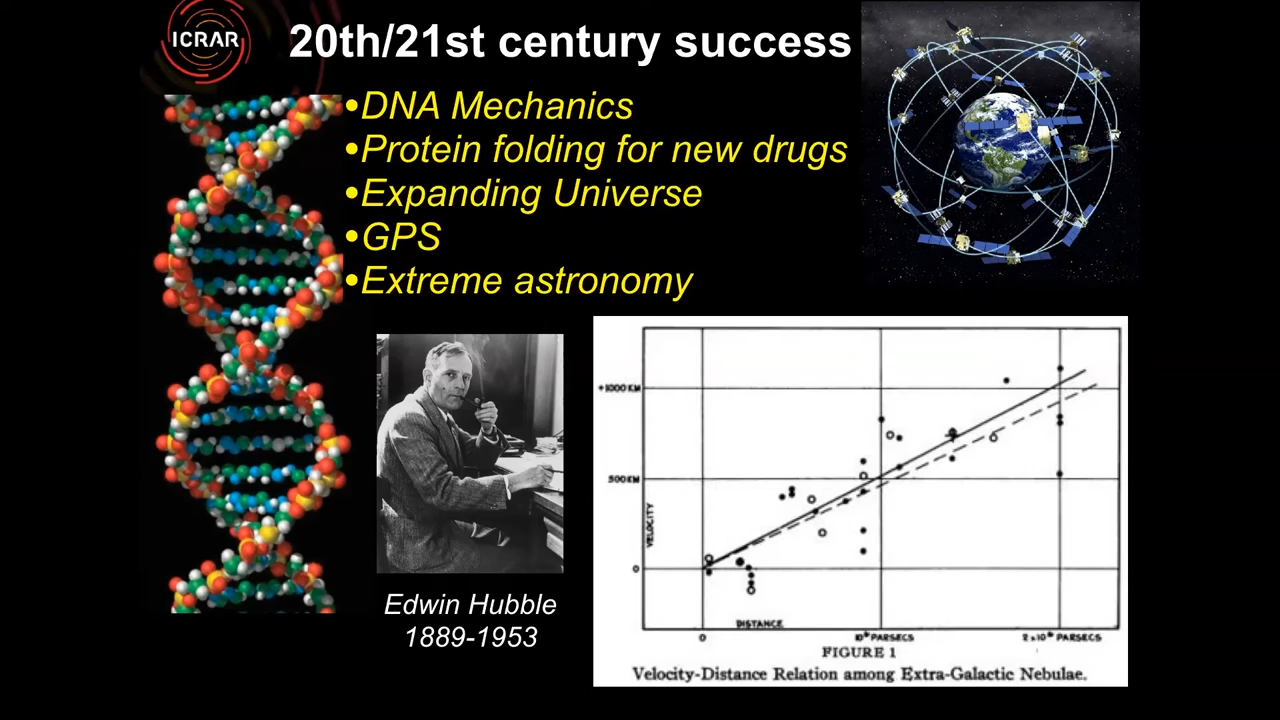 ICRAR
20th/21st century success
•DNA Mechanics
•Protein folding for new drugs
•Expanding Universe
•GPS
•Extreme astronomy
Edwin Hubble
1889-1953
+1000 KM
500 KM
VELOCITY
0
DISTANCE
0
10⁶ PARSECS
2 x 10⁶ PARSECS
FIGURE 1
Velocity-Distance Relation among Extra-Galactic Nebulae.